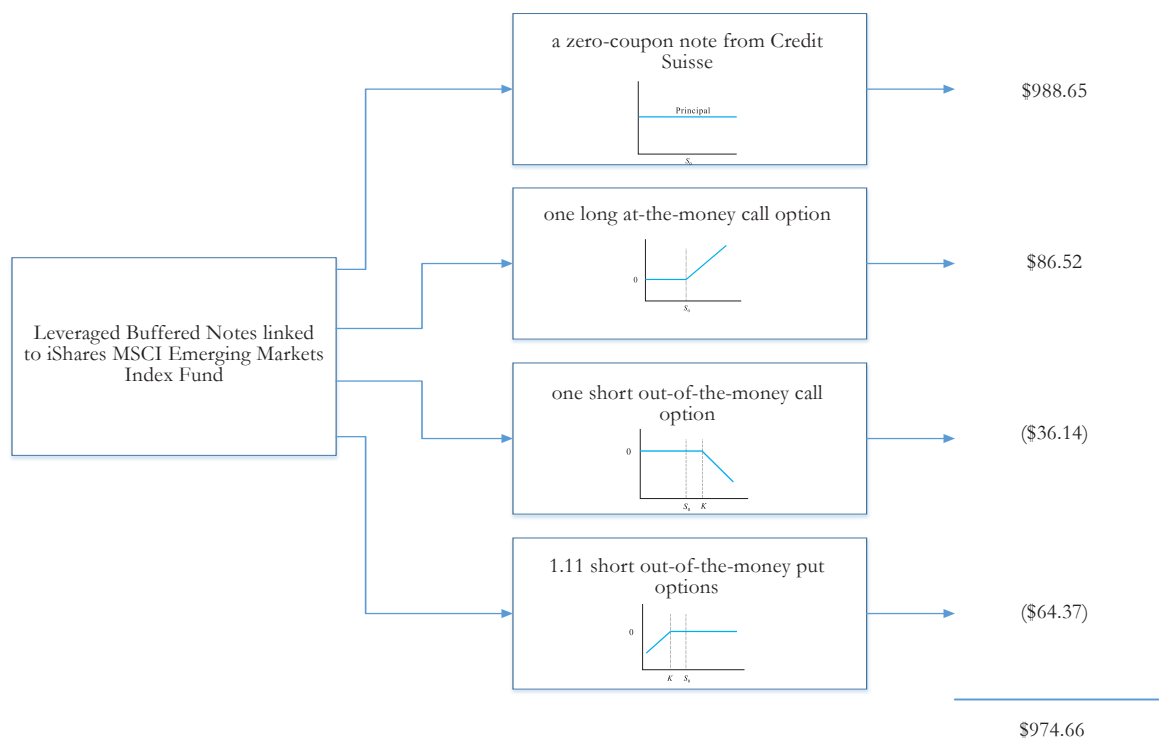 Leveraged Buffered Notes linked
to iShares MSCI Emerging Markets
Index Fund
a zero-coupon note from Credit
Suisse
Principal
S₀
$988.65
one long at-the-money call option
0
S₀
$86.52
one short out-of-the-money call
option
0
S₀ K
($36.14)
1.11 short out-of-the-money put
options
0
K S₀
($64.37)
$974.66